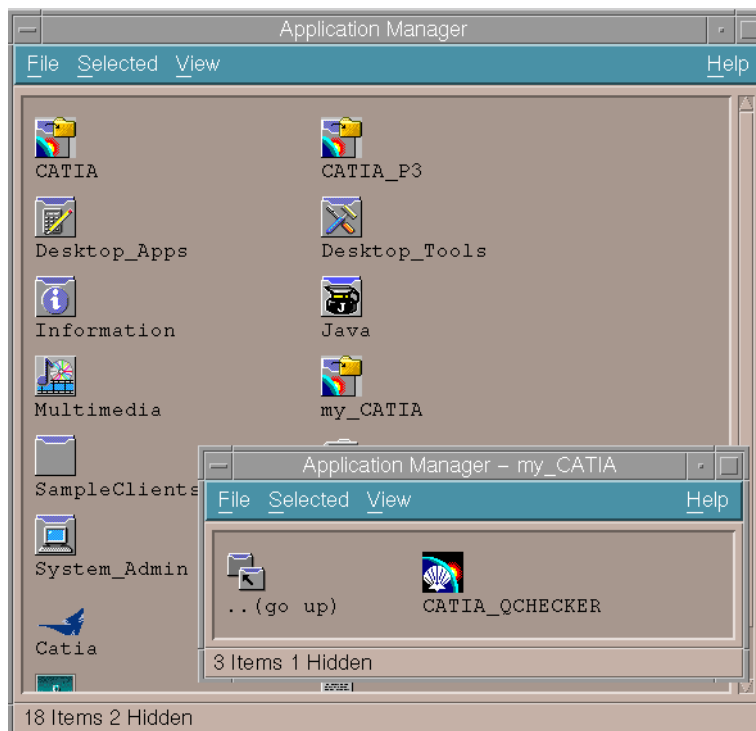 Application Manager
File Selected View Help
CATIA CATIA_P3
Desktop_Apps Desktop_Tools
Information Java
Multimedia my_CATIA
SampleClients
System_Admin
Catia
18 Items 2 Hidden
Application Manager – my_CATIA
File Selected View Help
..(go up) CATIA_QCHECKER
3 Items 1 Hidden